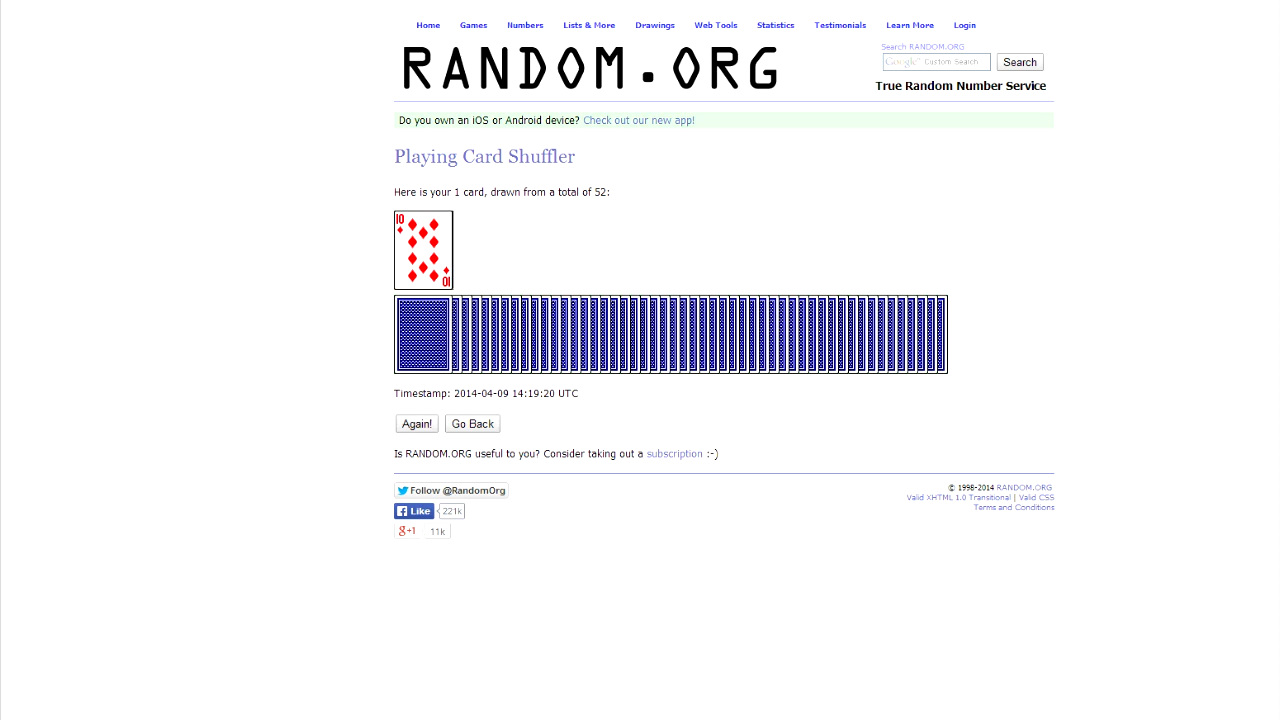 Home Games Numbers Lists & More Drawings Web Tools Statistics Testimonials Learn More Login
RANDOM.ORG
Search RANDOM.ORG
Google Custom Search Search
True Random Number Service
Do you own an iOS or Android device? Check out our new app!
Playing Card Shuffler
Here is your 1 card, drawn from a total of 52:
10
10
Timestamp: 2014-04-09 14:19:20 UTC
Again! Go Back
Is RANDOM.ORG useful to you? Consider taking out a subscription :-)
Follow @RandomOrg
Like 221k
g+1 11k
© 1998-2014 RANDOM.ORG
Valid XHTML 1.0 Transitional | Valid CSS
Terms and Conditions